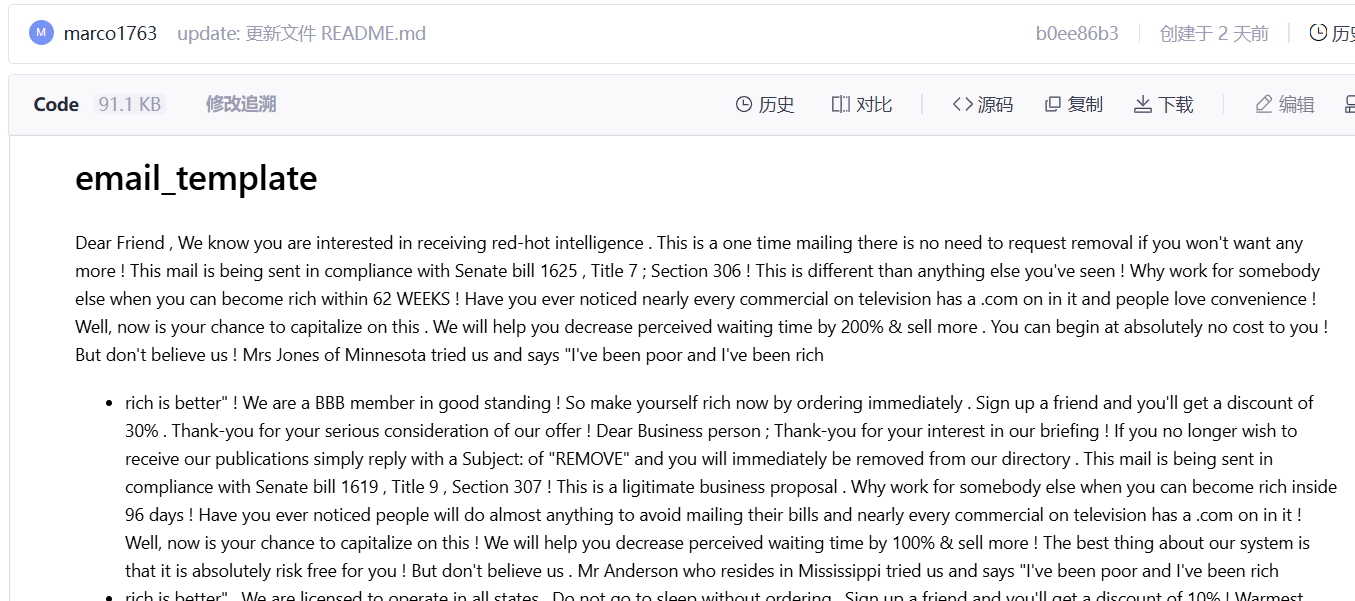 M marco1763 update: 更新文件 README.md b0ee86b3 创建于 2 天前 历史
Code 91.1 KB 修改追溯 历史 对比 源码 复制 下载 编辑
email_template
Dear Friend , We know you are interested in receiving red-hot intelligence . This is a one time mailing there is no need to request removal if you won't want any
more ! This mail is being sent in compliance with Senate bill 1625 , Title 7 ; Section 306 ! This is different than anything else you've seen ! Why work for somebody
else when you can become rich within 62 WEEKS ! Have you ever noticed nearly every commercial on television has a .com on in it and people love convenience !
Well, now is your chance to capitalize on this . We will help you decrease perceived waiting time by 200% & sell more . You can begin at absolutely no cost to you !
But don't believe us ! Mrs Jones of Minnesota tried us and says "I've been poor and I've been rich
• rich is better" ! We are a BBB member in good standing ! So make yourself rich now by ordering immediately . Sign up a friend and you'll get a discount of
30% . Thank-you for your serious consideration of our offer ! Dear Business person ; Thank-you for your interest in our briefing ! If you no longer wish to
receive our publications simply reply with a Subject: of "REMOVE" and you will immediately be removed from our directory . This mail is being sent in
compliance with Senate bill 1619 , Title 9 , Section 307 ! This is a ligitimate business proposal . Why work for somebody else when you can become rich inside
96 days ! Have you ever noticed people will do almost anything to avoid mailing their bills and nearly every commercial on television has a .com on in it !
Well, now is your chance to capitalize on this ! We will help you decrease perceived waiting time by 100% & sell more ! The best thing about our system is
that it is absolutely risk free for you ! But don't believe us . Mr Anderson who resides in Mississippi tried us and says "I've been poor and I've been rich
• rich is better" . We are licensed to operate in all states . Do not go to sleep without ordering . Sign up a friend and you'll get a discount of 10% ! Warmest